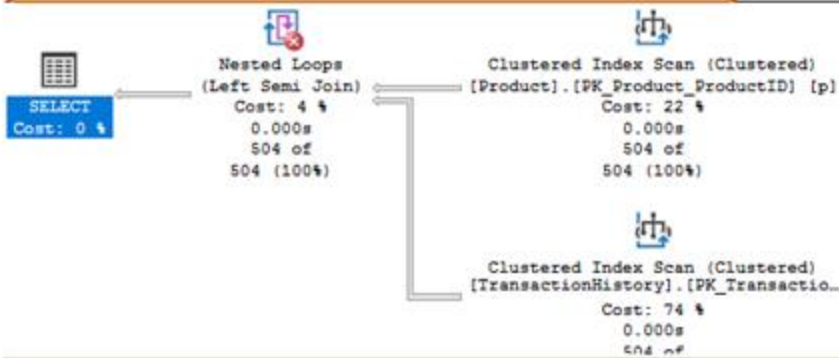 Nested Loops
(Left Semi Join)
Cost: 4 %
0.000s
504 of
504 (100%)
Clustered Index Scan (Clustered)
[Product].[PK_Product_ProductID] [p]
Cost: 22 %
0.000s
504 of
504 (100%)
SELECT
Cost: 0 %
Clustered Index Scan (Clustered)
[TransactionHistory].[PK_Transactio…
Cost: 74 %
0.000s
504 of